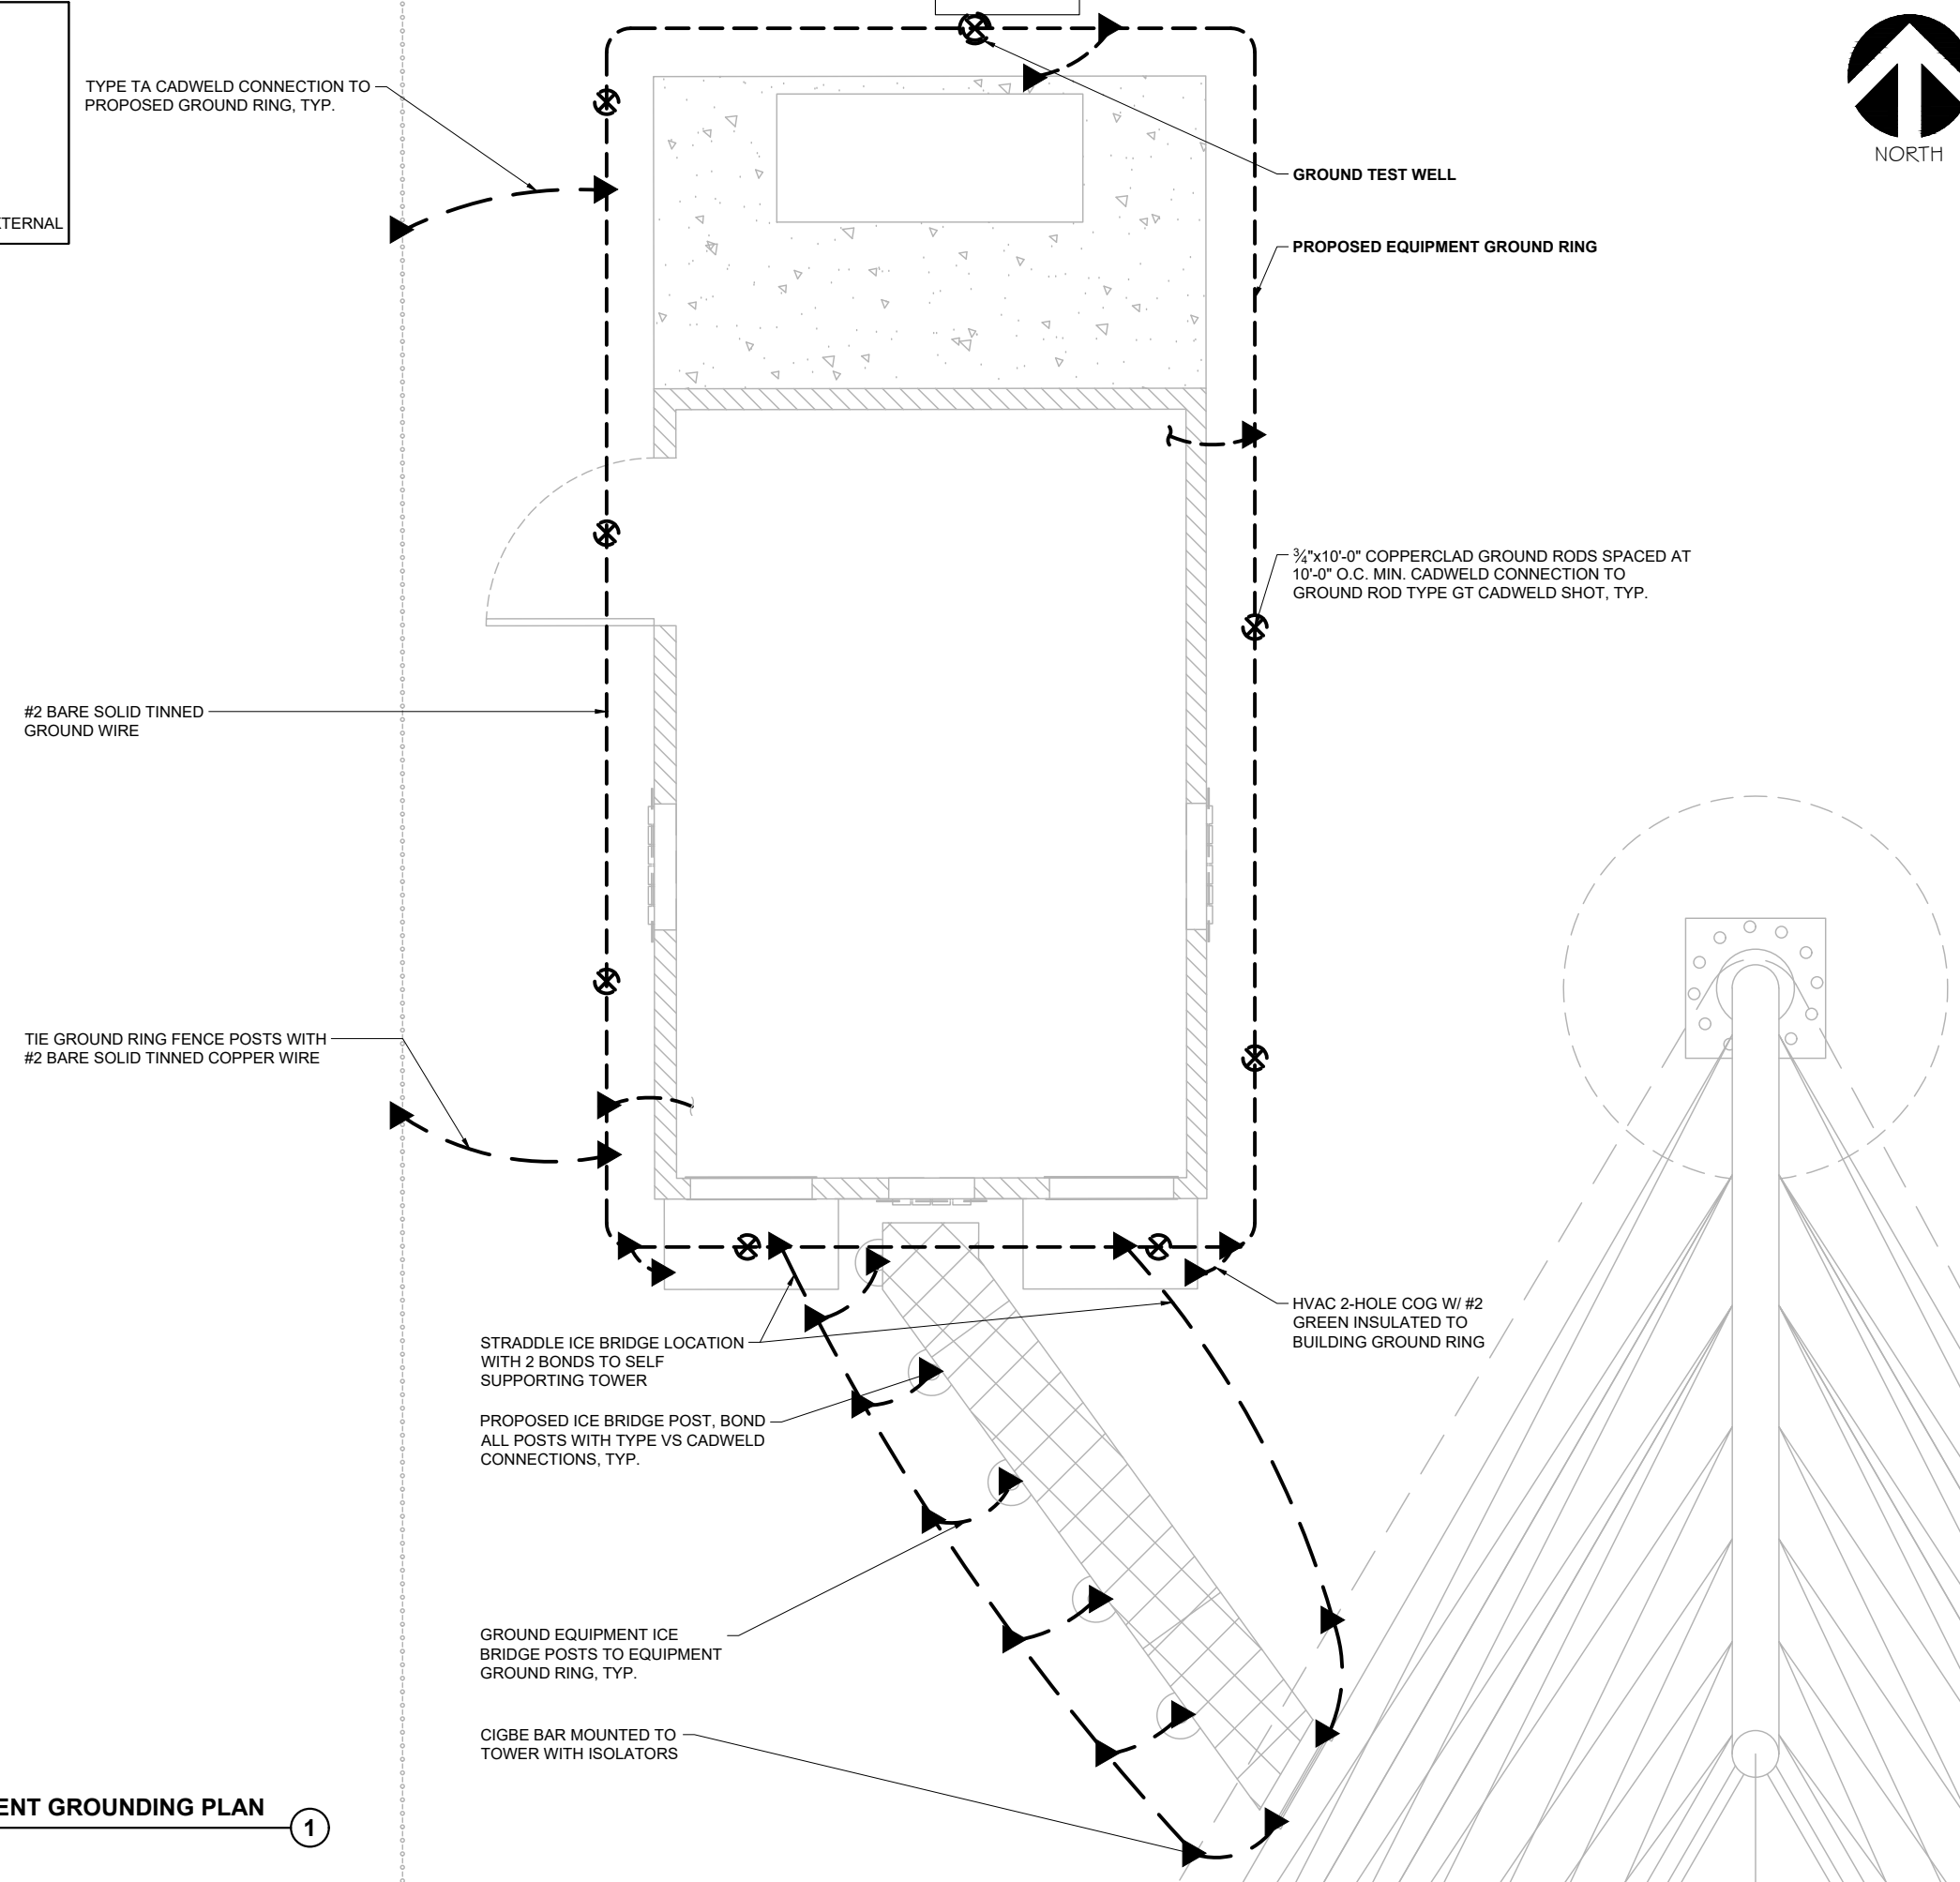 TYPE TA CADWELD CONNECTION TO
PROPOSED GROUND RING, TYP.
NORTH
GROUND TEST WELL
PROPOSED EQUIPMENT GROUND RING
¾"x10'-0" COPPERCLAD GROUND RODS SPACED AT
10'-0" O.C. MIN. CADWELD CONNECTION TO
GROUND ROD TYPE GT CADWELD SHOT, TYP.
#2 BARE SOLID TINNED
GROUND WIRE
TIE GROUND RING FENCE POSTS WITH
#2 BARE SOLID TINNED COPPER WIRE
HVAC 2-HOLE COG W/ #2
GREEN INSULATED TO
BUILDING GROUND RING
STRADDLE ICE BRIDGE LOCATION
WITH 2 BONDS TO SELF
SUPPORTING TOWER
PROPOSED ICE BRIDGE POST, BOND
ALL POSTS WITH TYPE VS CADWELD
CONNECTIONS, TYP.
GROUND EQUIPMENT ICE
BRIDGE POSTS TO EQUIPMENT
GROUND RING, TYP.
CIGBE BAR MOUNTED TO
TOWER WITH ISOLATORS
GROUNDING PLAN
1